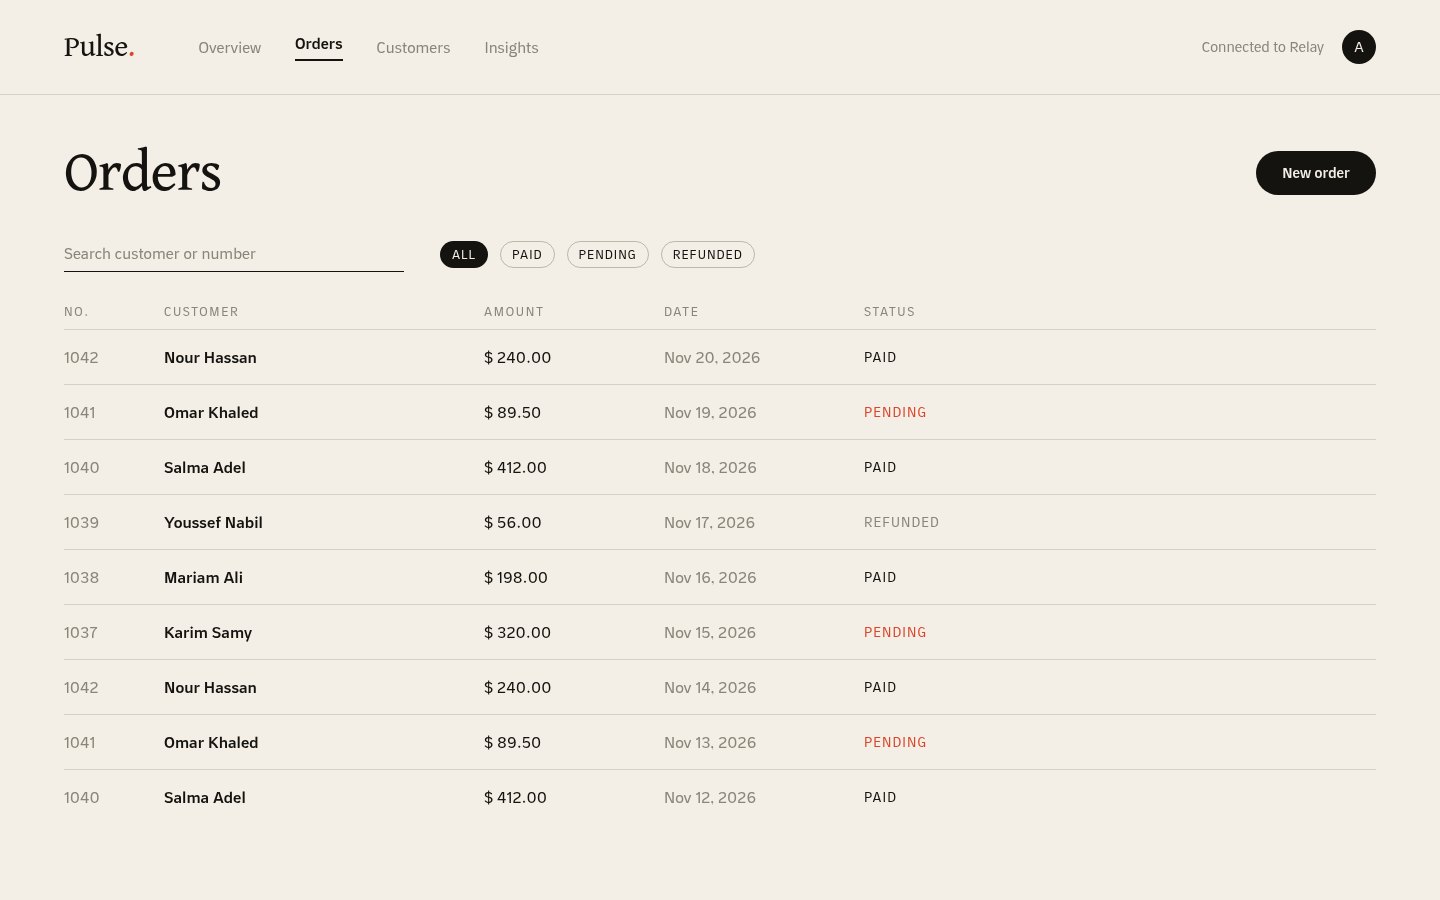 Pulse. Overview Orders Customers Insights Connected to Relay A
Orders New order
Search customer or number ALL PAID PENDING REFUNDED
NO. CUSTOMER AMOUNT DATE STATUS
1042 Nour Hassan $ 240.00 Nov 20, 2026 PAID
1041 Omar Khaled $ 89.50 Nov 19, 2026 PENDING
1040 Salma Adel $ 412.00 Nov 18, 2026 PAID
1039 Youssef Nabil $ 56.00 Nov 17, 2026 REFUNDED
1038 Mariam Ali $ 198.00 Nov 16, 2026 PAID
1037 Karim Samy $ 320.00 Nov 15, 2026 PENDING
1042 Nour Hassan $ 240.00 Nov 14, 2026 PAID
1041 Omar Khaled $ 89.50 Nov 13, 2026 PENDING
1040 Salma Adel $ 412.00 Nov 12, 2026 PAID